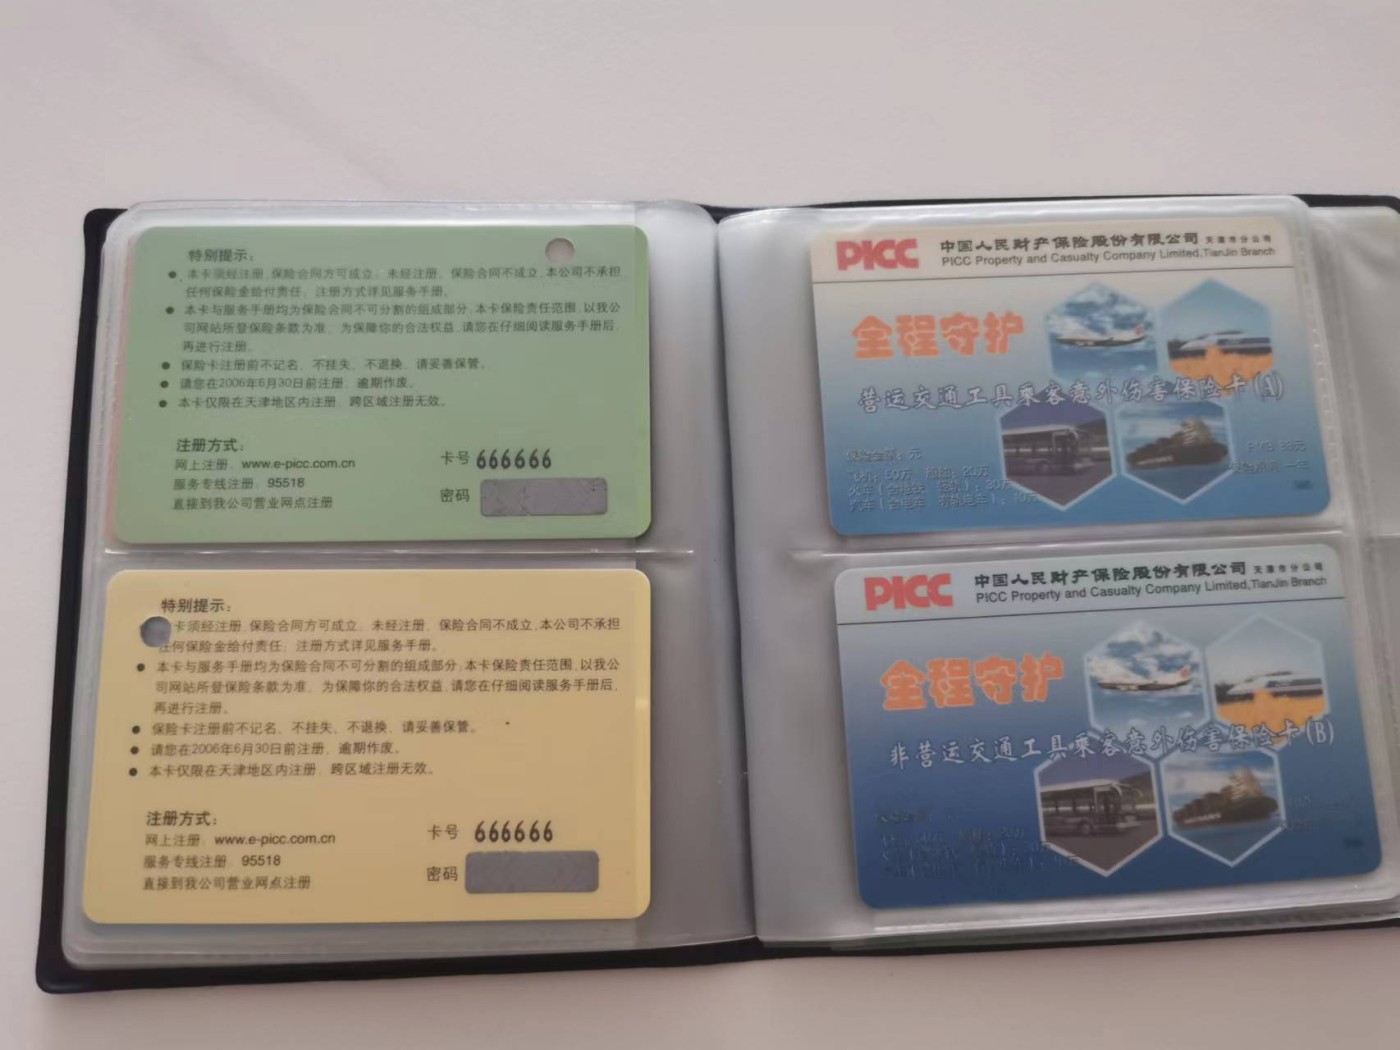 特别提示：
● 本卡须经注册，保险合同方可成立。未经注册，保险合同不成立，本公司不承担
任何保险金给付责任。注册方式详见服务手册。
● 本卡与服务手册均为保险合同不可分割的组成部分，本卡保险责任范围，以我公
司网站所登保险条款为准。为保障你的合法权益，请您在仔细阅读服务手册后，
再进行注册。
● 保险卡注册前不记名、不挂失、不退换，请妥善保管。
● 请您在2006年6月30日前注册，逾期作废。
● 本卡仅限在天津地区内注册，跨区域注册无效。
注册方式：
网上注册：www.e-picc.com.cn
服务专线注册：95518
直接到我公司营业网点注册
卡号 666666
密码
特别提示：
卡须经注册，保险合同方可成立。未经注册，保险合同不成立，本公司不承担
任何保险金给付责任。注册方式详见服务手册。
● 本卡与服务手册均为保险合同不可分割的组成部分，本卡保险责任范围，以我公
司网站所登保险条款为准。为保障你的合法权益，请您在仔细阅读服务手册后，
再进行注册。
● 保险卡注册前不记名、不挂失、不退换，请妥善保管。
● 请您在2006年6月30日前注册，逾期作废。
● 本卡仅限在天津地区内注册，跨区域注册无效。
注册方式：
网上注册：www.e-picc.com.cn
服务专线注册：95518
直接到我公司营业网点注册
卡号 666666
密码
PICC 中国人民财产保险股份有限公司 天津市分公司
PICC Property and Casualty Company Limited,TianJin Branch
全程守护
营运交通工具乘客意外伤害保险卡(A)
保险金额：元
飞机：50万 船舶：20万
PICC 中国人民财产保险股份有限公司 天津市分公司
PICC Property and Casualty Company Limited,TianJin Branch
全程守护
非营运交通工具乘客意外伤害保险卡(B)